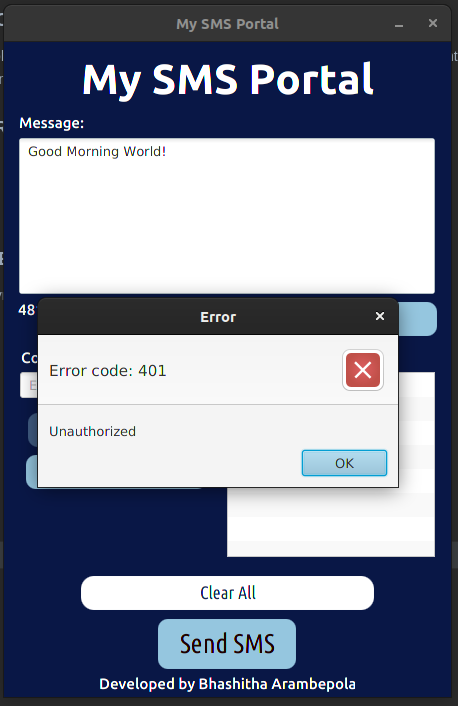 My SMS Portal
My SMS Portal
Message:
Good Morning World!
48
Error
Error code: 401
Unauthorized
OK
Clear All
Send SMS
Developed by Bhashitha Arambepola